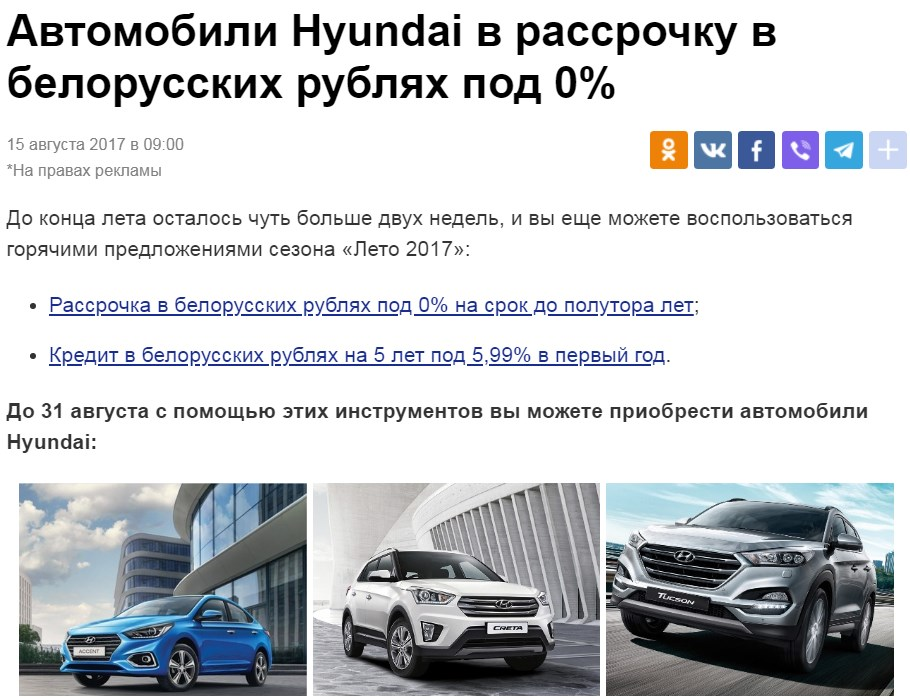 Автомобили Hyundai в рассрочку в
белорусских рублях под 0%
15 августа 2017 в 09:00
*На правах рекламы
До конца лета осталось чуть больше двух недель, и вы еще можете воспользоваться
горячими предложениями сезона «Лето 2017»:
Рассрочка в белорусских рублях под 0% на срок до полутора лет;
Кредит в белорусских рублях на 5 лет под 5,99% в первый год.
До 31 августа с помощью этих инструментов вы можете приобрести автомобили
Hyundai:
ACCENT
CRETA
TUCSON